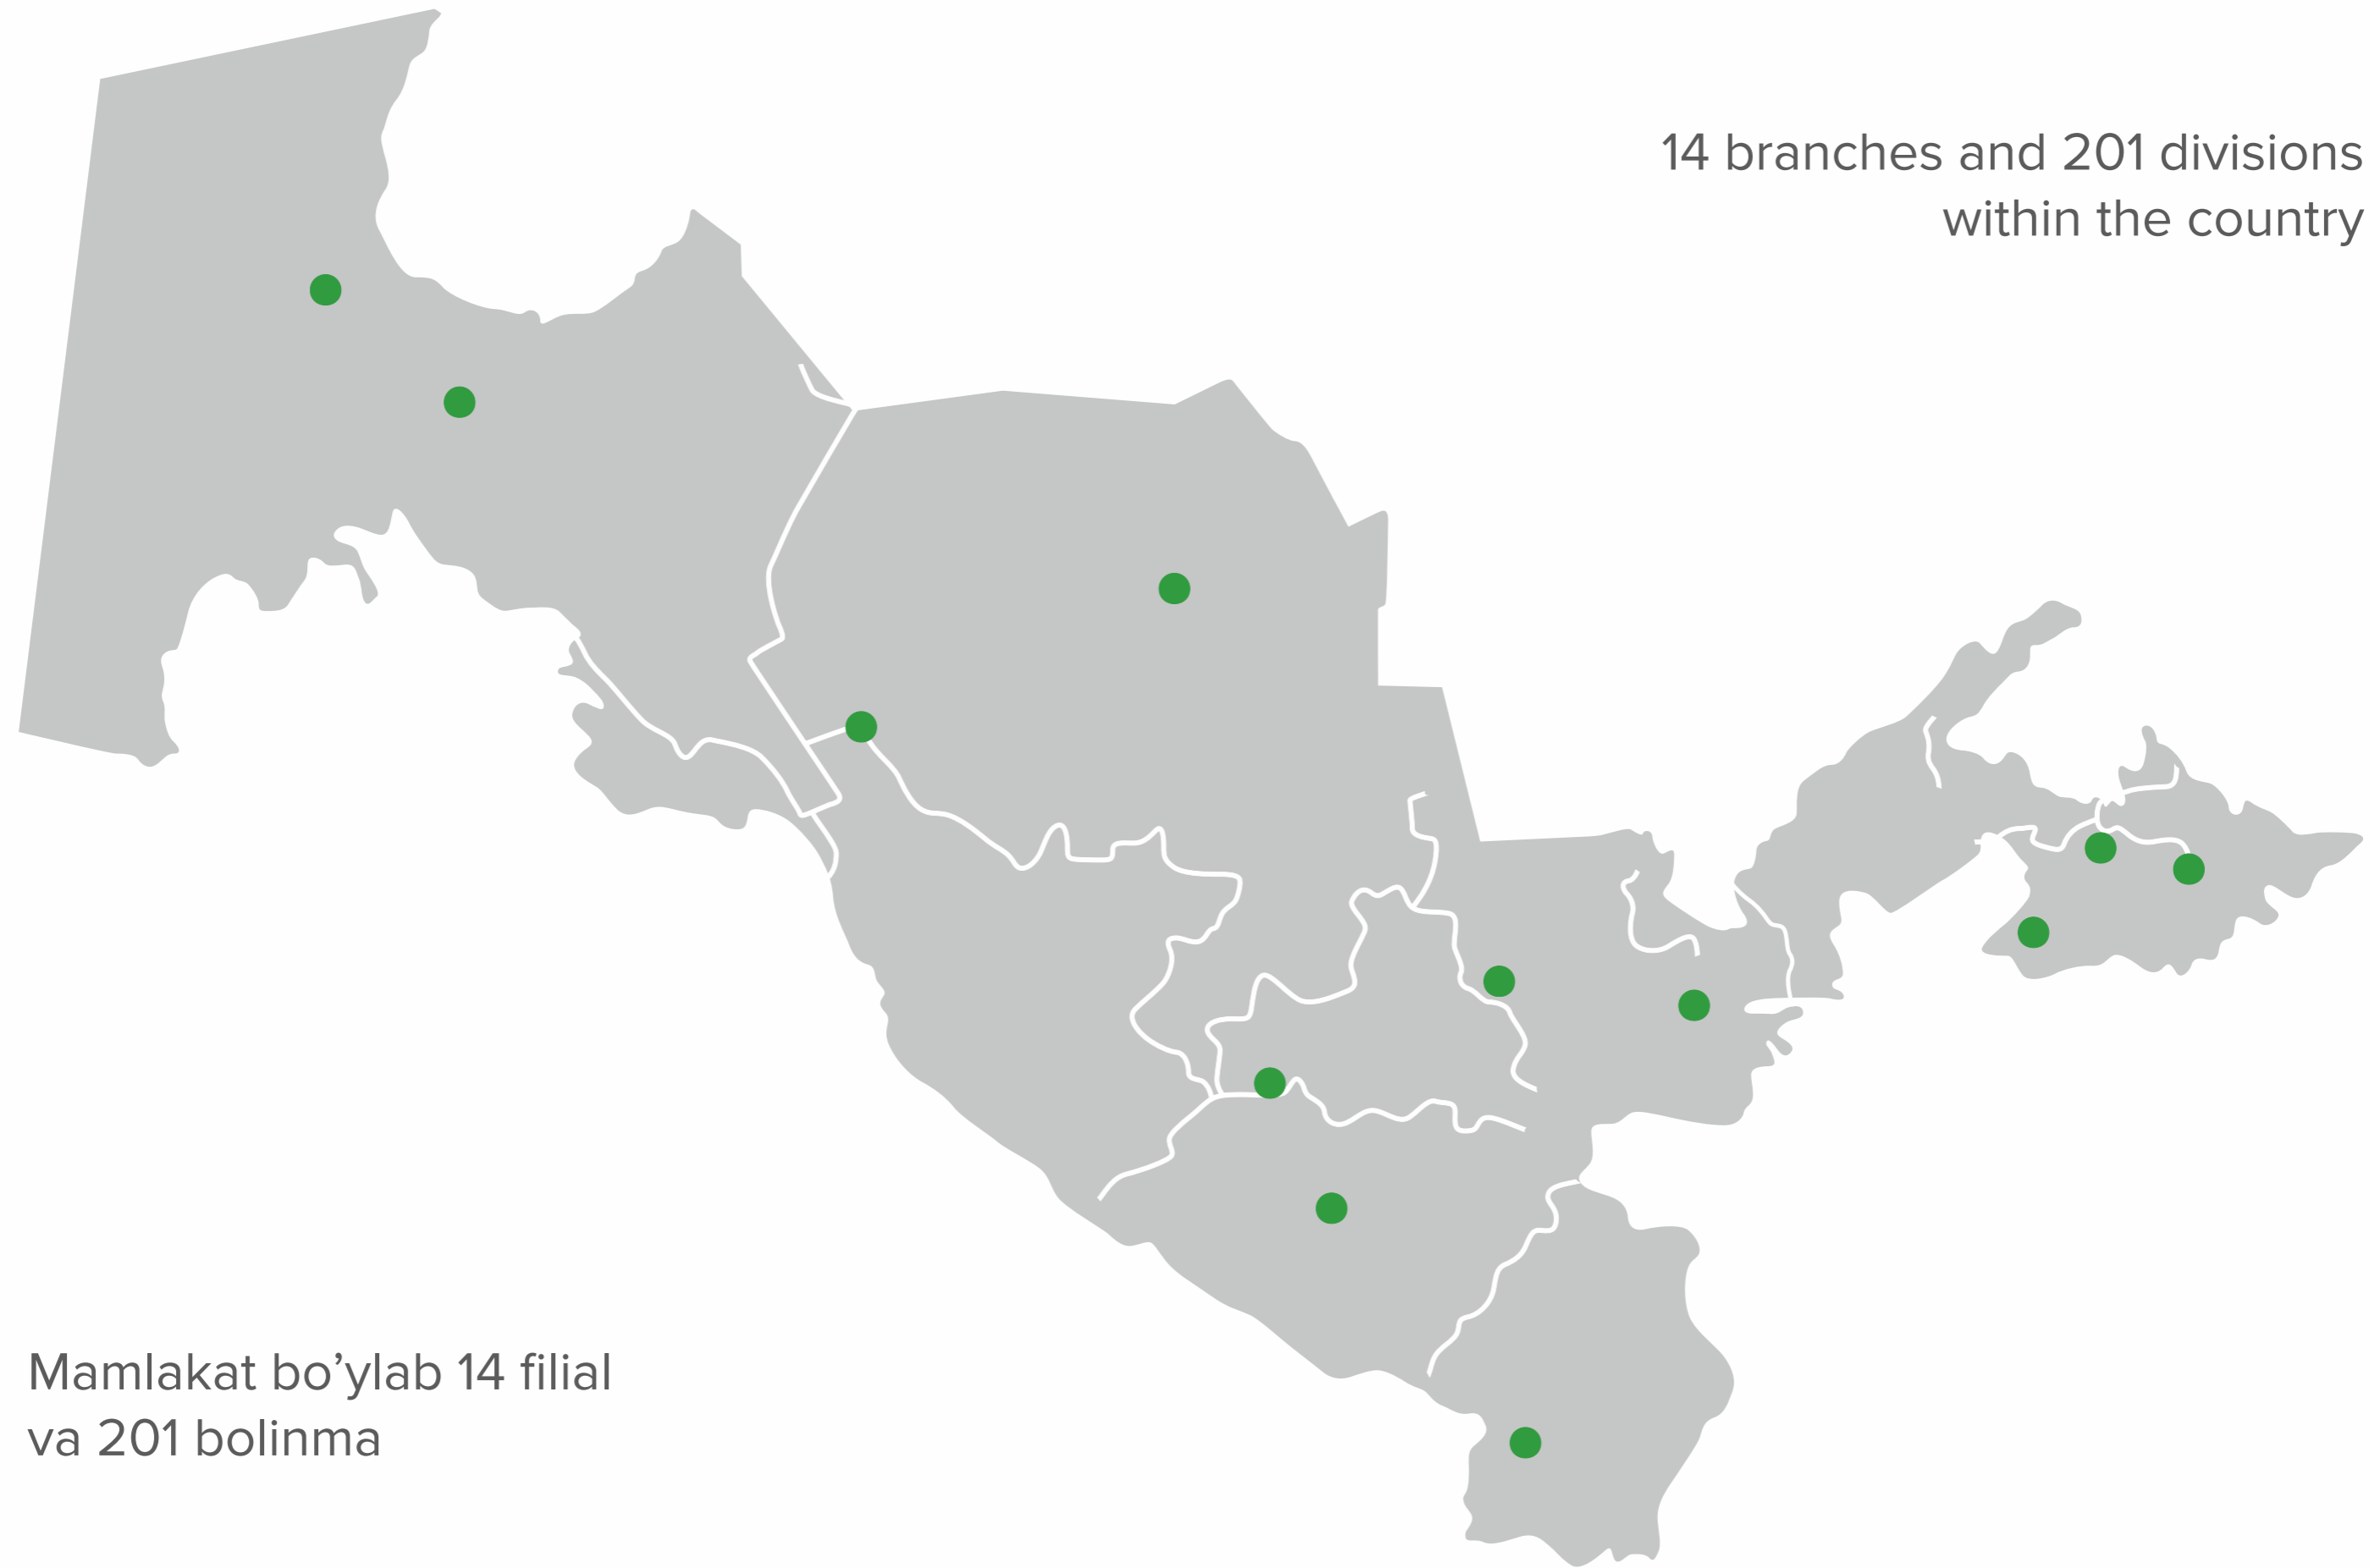 14 branches and 201 divisions
within the country
Mamlakat bo’ylab 14 filial
va 201 bolinma